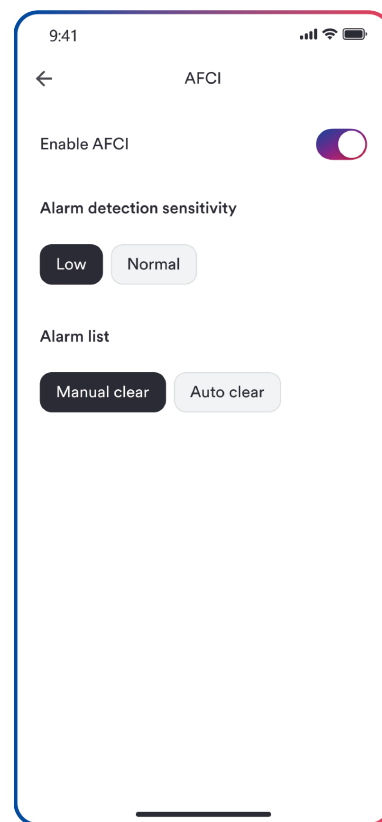 9:41
AFCI
Enable AFCI
Alarm detection sensitivity
Low Normal
Alarm list
Manual clear Auto clear